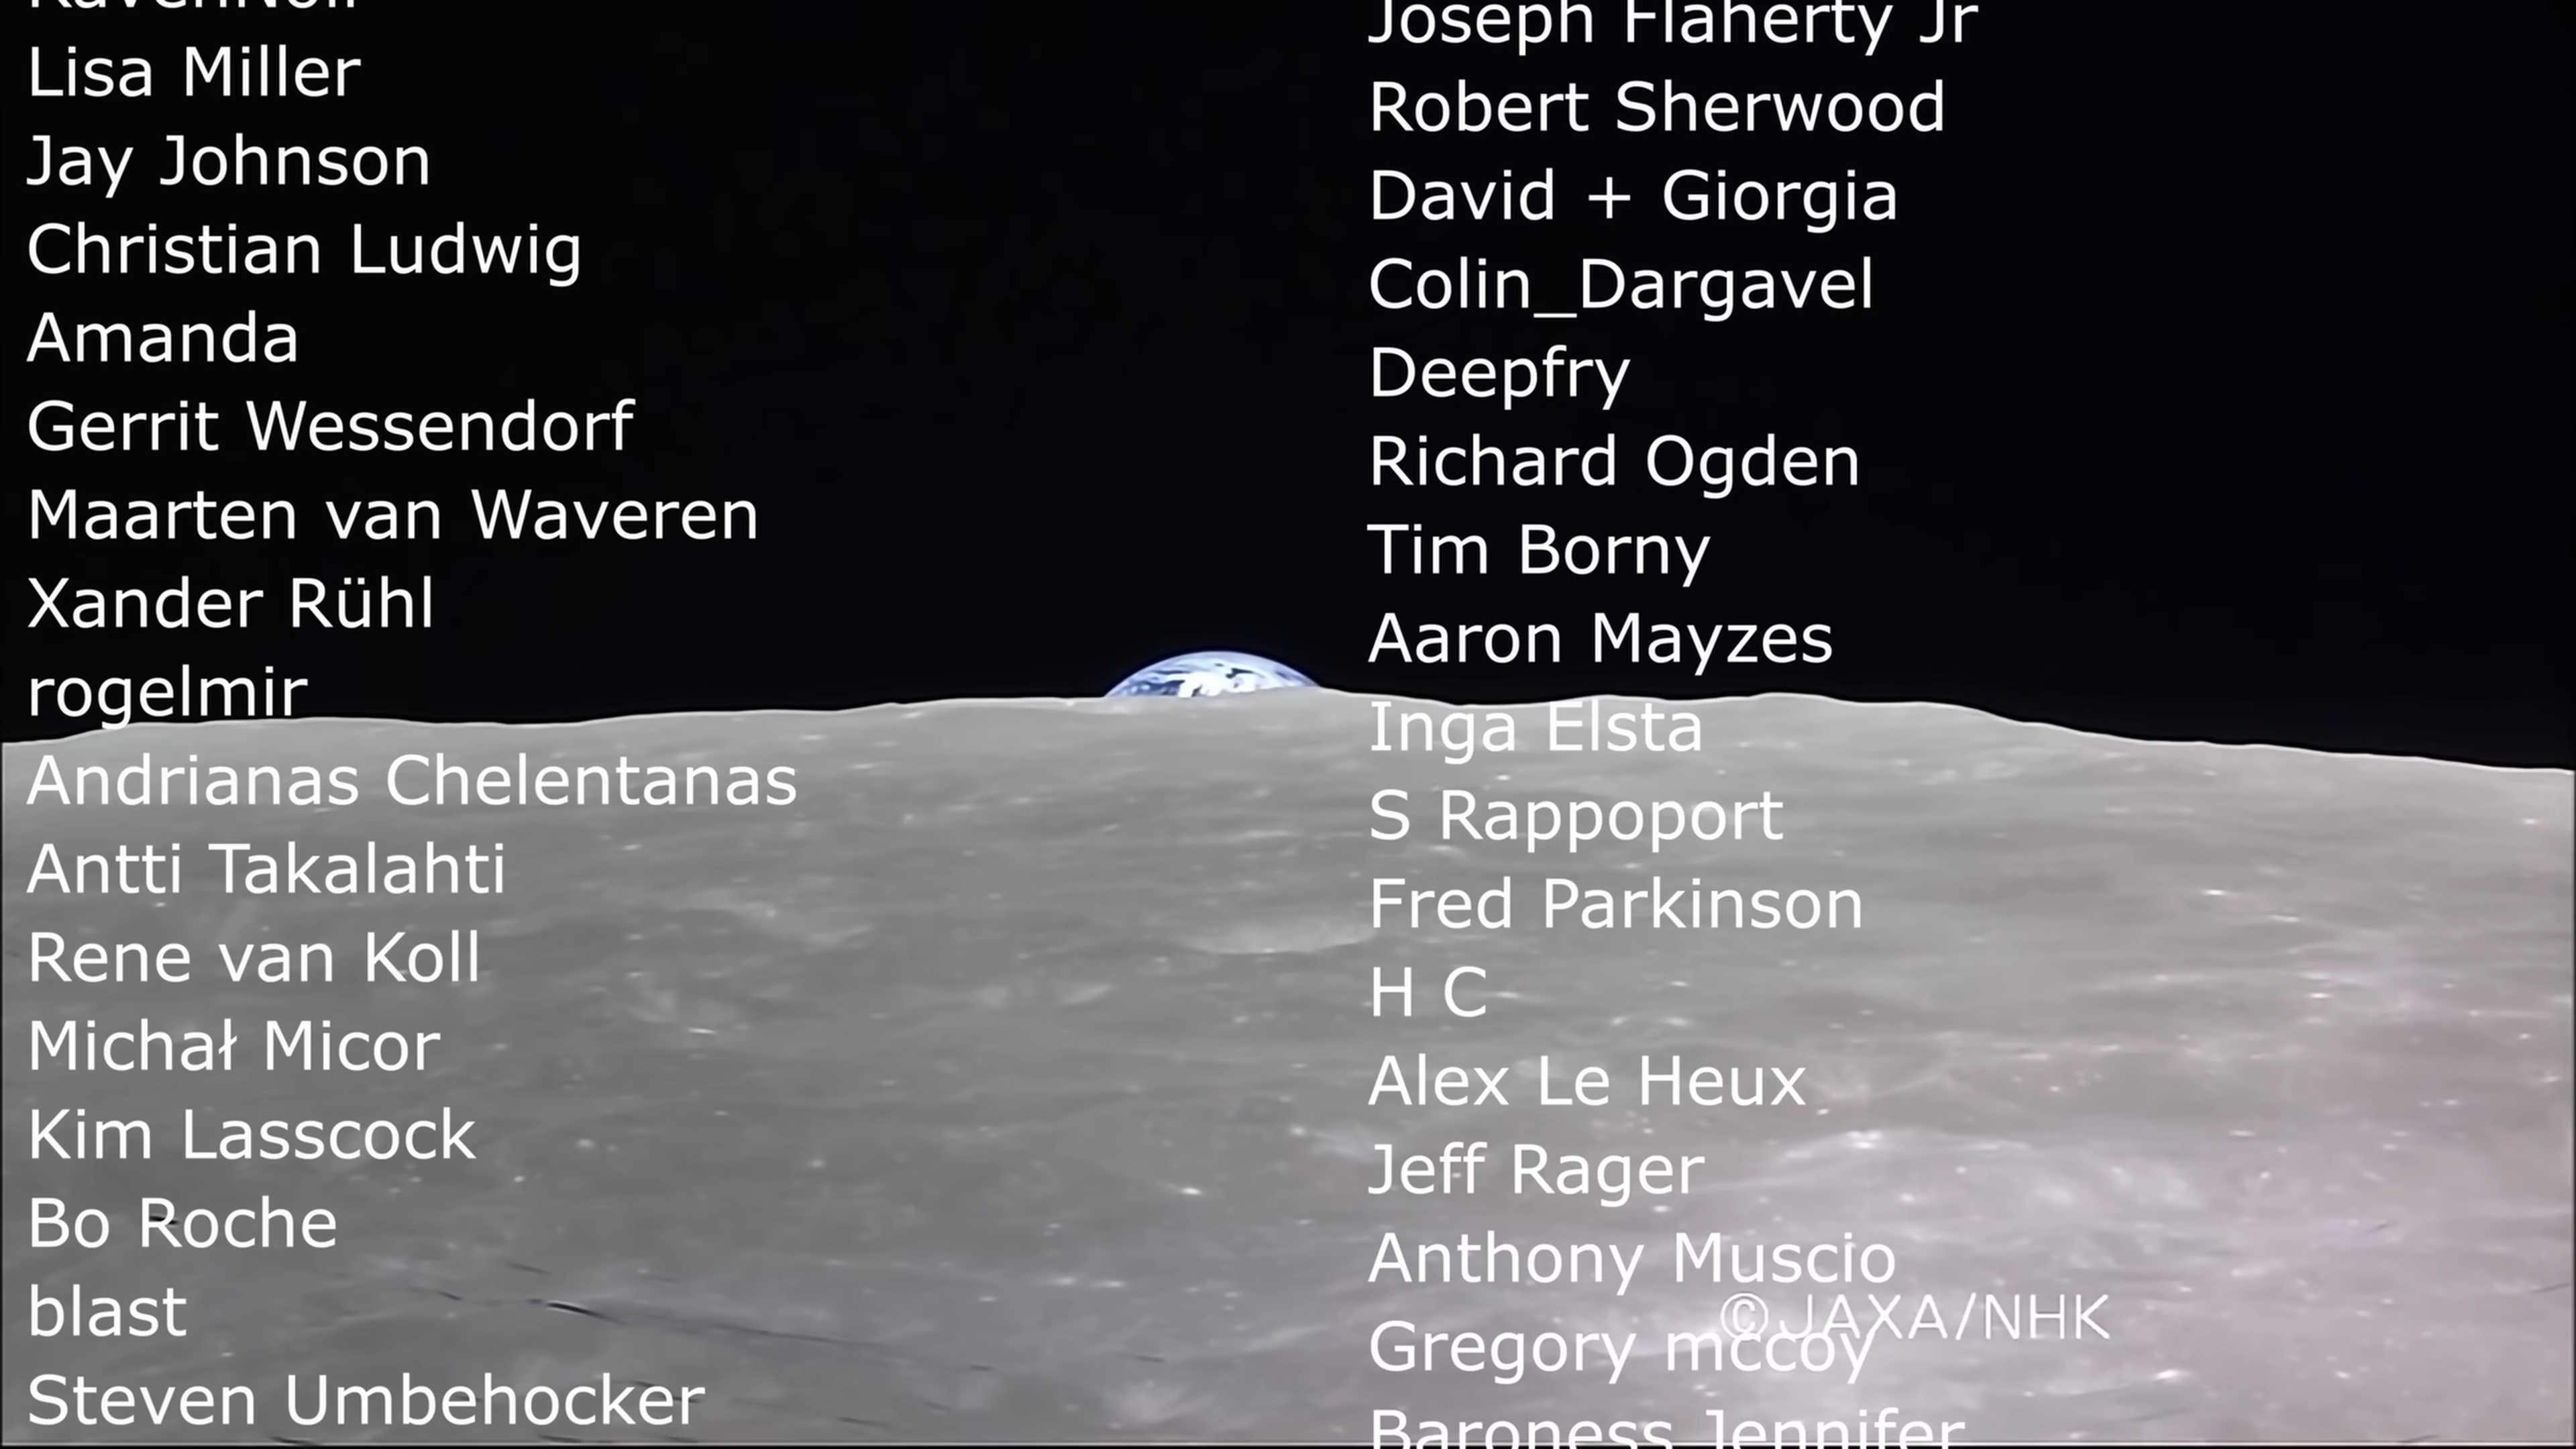 RavenNoir
Lisa Miller
Jay Johnson
Christian Ludwig
Amanda
Gerrit Wessendorf
Maarten van Waveren
Xander Rühl
rogelmir
Andrianas Chelentanas
Antti Takalahti
Rene van Koll
Michał Micor
Kim Lasscock
Bo Roche
blast
Steven Umbehocker
Joseph Flaherty Jr
Robert Sherwood
David + Giorgia
Colin_Dargavel
Deepfry
Richard Ogden
Tim Borny
Aaron Mayzes
Inga Elsta
S Rappoport
Fred Parkinson
H C
Alex Le Heux
Jeff Rager
Anthony Muscio
©JAXA/NHK
Gregory mccoy
Baroness Jennifer